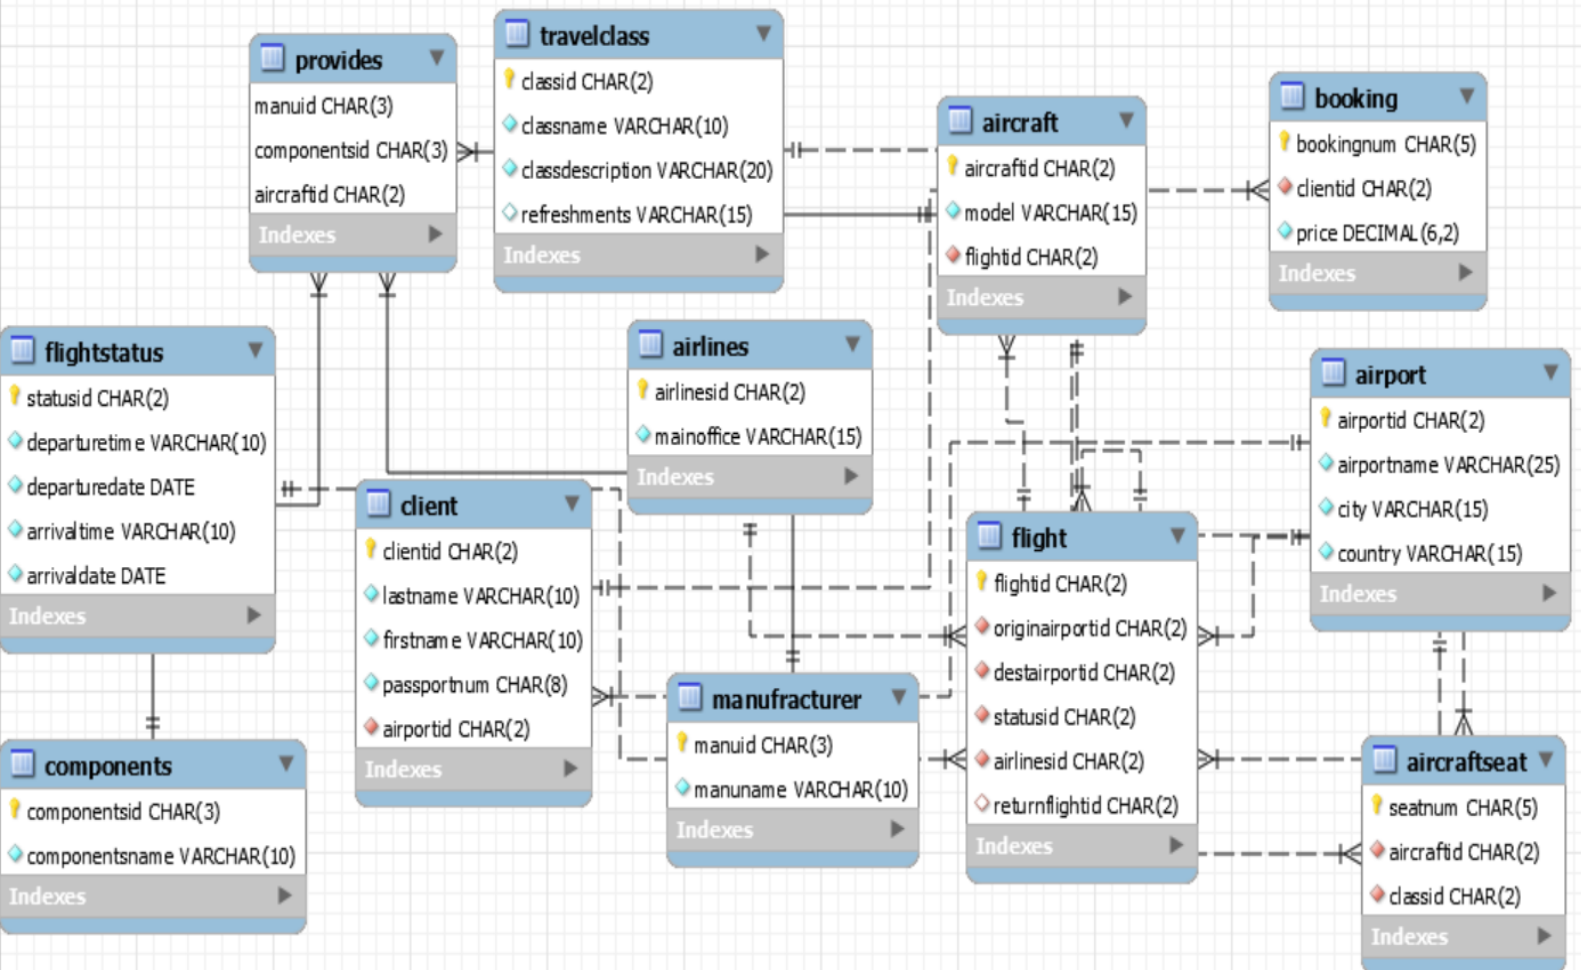 provides
manuid CHAR(3)
componentsid CHAR(3)
aircraftid CHAR(2)
Indexes
travelclass
classid CHAR(2)
classname VARCHAR(10)
classdescription VARCHAR(20)
refreshments VARCHAR(15)
Indexes
aircraft
aircraftid CHAR(2)
model VARCHAR(15)
flightid CHAR(2)
Indexes
booking
bookingnum CHAR(5)
clientid CHAR(2)
price DECIMAL(6,2)
Indexes
flightstatus
statusid CHAR(2)
departuretime VARCHAR(10)
departuredate DATE
arrivaltime VARCHAR(10)
arrivaldate DATE
Indexes
airlines
airlinesid CHAR(2)
mainoffice VARCHAR(15)
Indexes
airport
airportid CHAR(2)
airportname VARCHAR(25)
city VARCHAR(15)
country VARCHAR(15)
Indexes
client
clientid CHAR(2)
lastname VARCHAR(10)
firstname VARCHAR(10)
passportnum CHAR(8)
airportid CHAR(2)
Indexes
flight
flightid CHAR(2)
originairportid CHAR(2)
destairportid CHAR(2)
statusid CHAR(2)
airlinesid CHAR(2)
returnflightid CHAR(2)
Indexes
manufracturer
manuid CHAR(3)
manuname VARCHAR(10)
Indexes
components
componentsid CHAR(3)
componentsname VARCHAR(10)
Indexes
aircraftseat
seatnum CHAR(5)
aircraftid CHAR(2)
classid CHAR(2)
Indexes